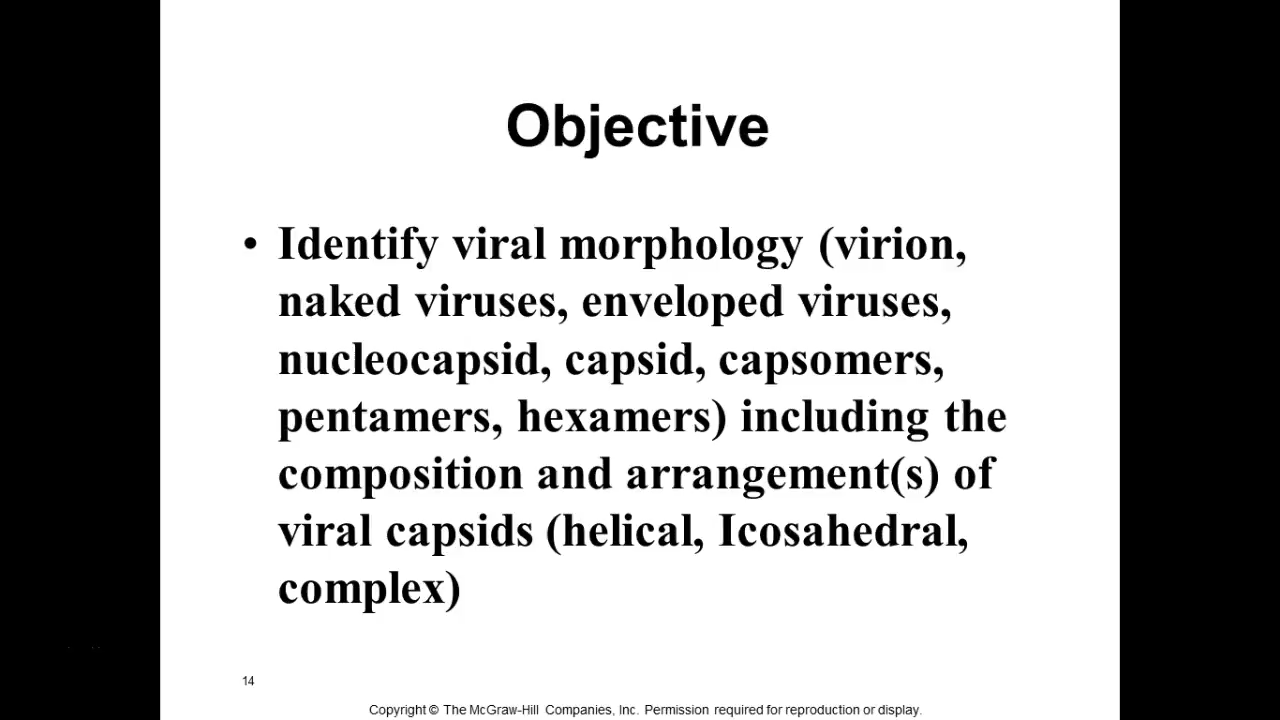 Objective
• Identify viral morphology (virion,
naked viruses, enveloped viruses,
nucleocapsid, capsid, capsomers,
pentamers, hexamers) including the
composition and arrangement(s) of
viral capsids (helical, Icosahedral,
complex)
14
Copyright © The McGraw-Hill Companies, Inc. Permission required for reproduction or display.